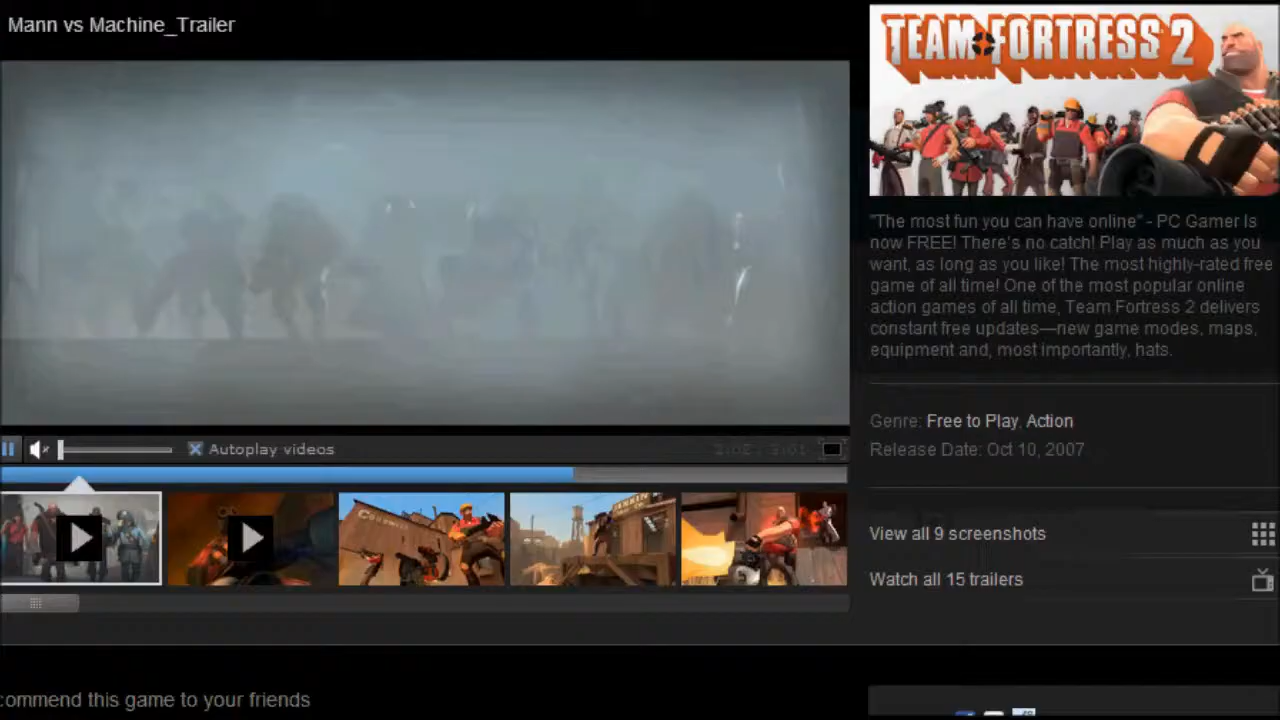 Mann vs Machine_Trailer
TEAM FORTRESS 2
"The most fun you can have online" - PC Gamer Is
now FREE! There's no catch! Play as much as you
want, as long as you like! The most highly-rated free
game of all time! One of the most popular online
action games of all time, Team Fortress 2 delivers
constant free updates—new game modes, maps,
equipment and, most importantly, hats.
Autoplay videos
Genre: Free to Play, Action
Release Date: Oct 10, 2007
View all 9 screenshots
Watch all 15 trailers
commend this game to your friends